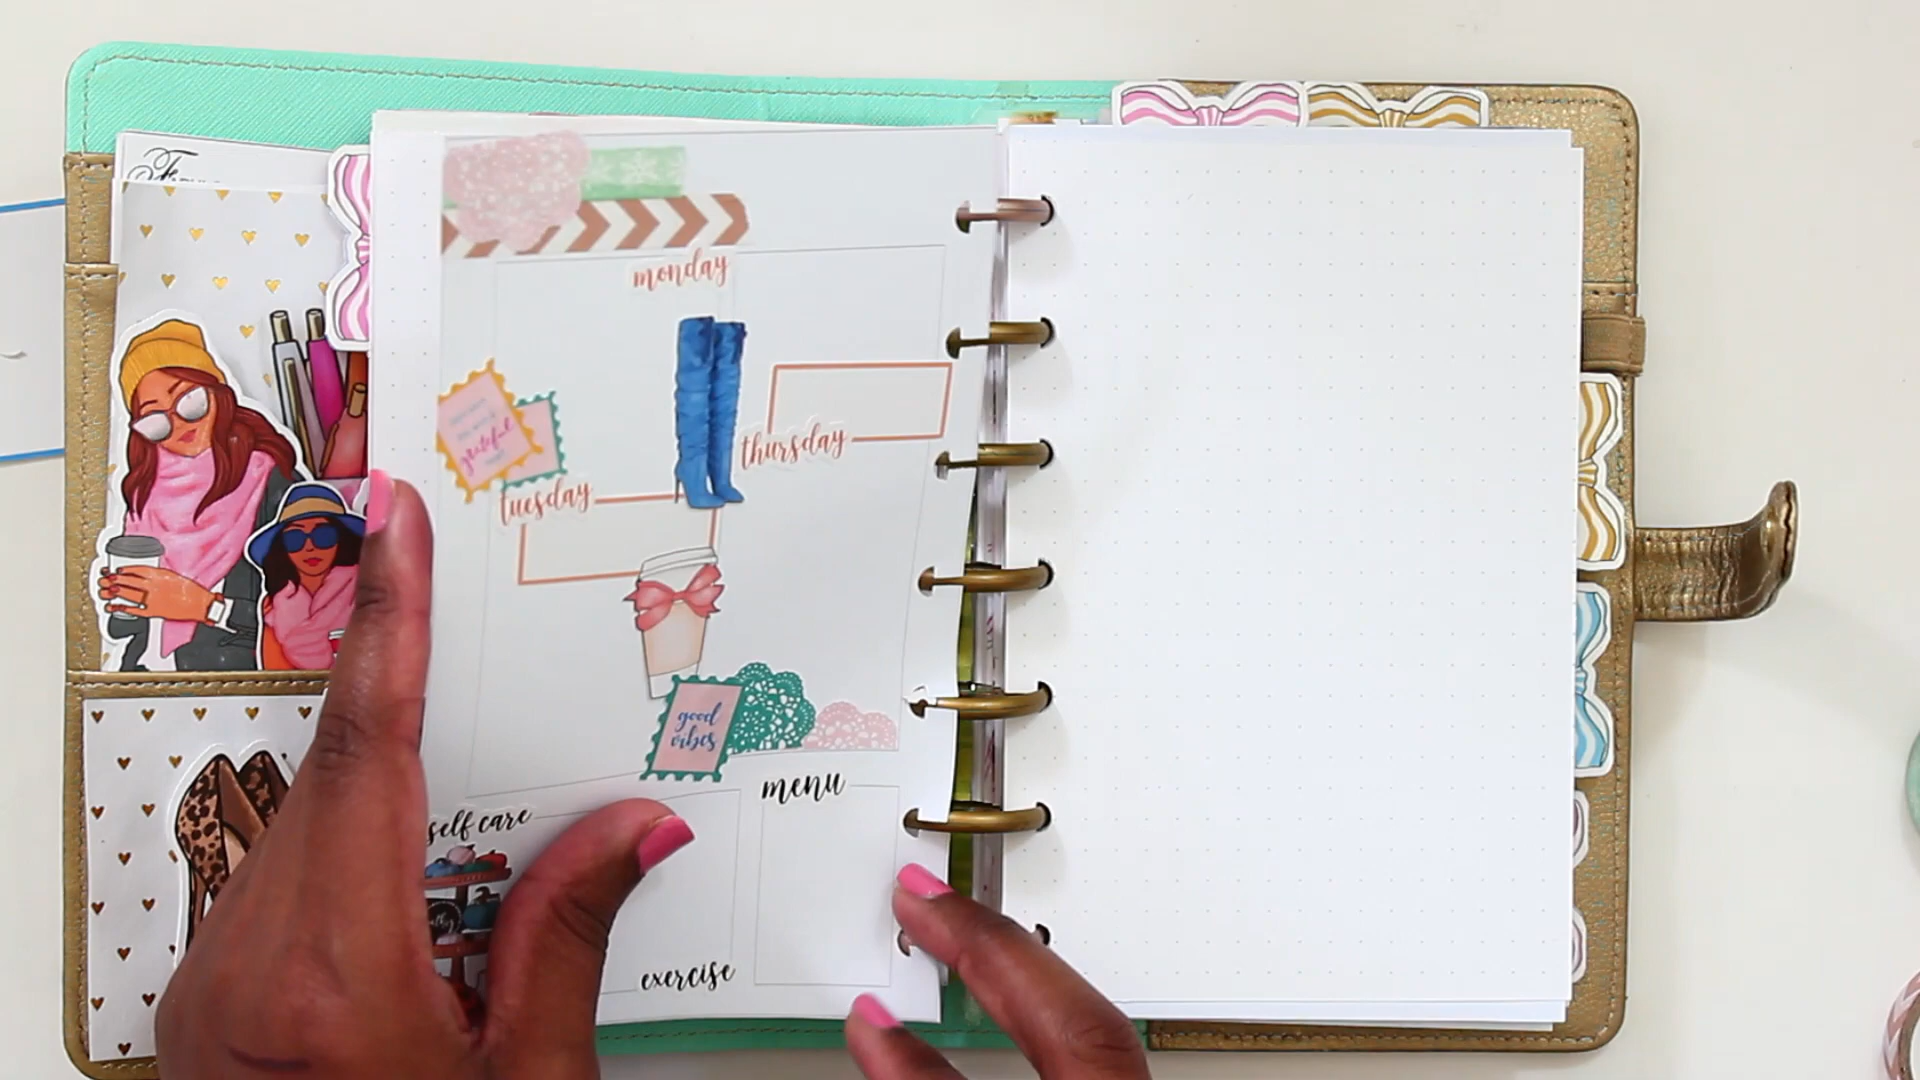 monday
grateful
thursday
tuesday
good
vibes
menu
self care
exercise